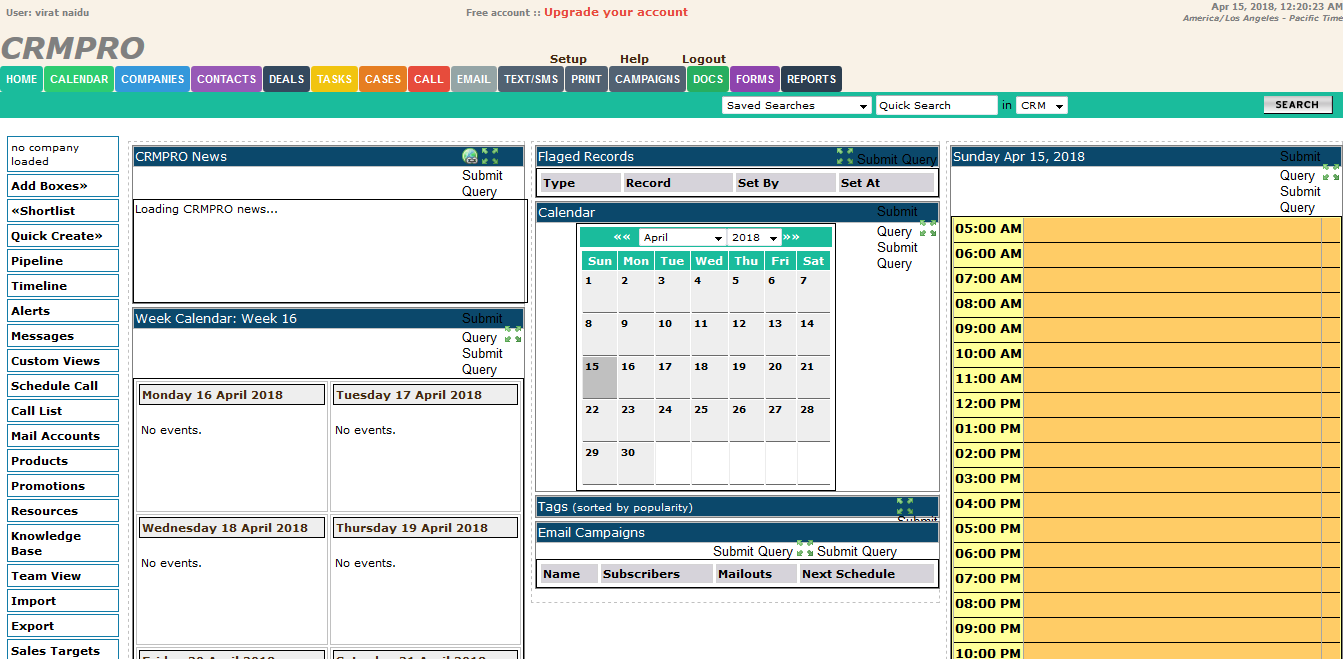 User: virat naidu
Free account :: Upgrade your account
Apr 15, 2018, 12:20:23 AM
America/Los Angeles - Pacific Time
CRMPRO
Setup Help Logout
HOME CALENDAR COMPANIES CONTACTS DEALS TASKS CASES CALL EMAIL TEXT/SMS PRINT CAMPAIGNS DOCS FORMS REPORTS
Saved Searches Quick Search in CRM SEARCH
no company
loaded
Add Boxes»
«Shortlist
Quick Create»
Pipeline
Timeline
Alerts
Messages
Custom Views
Schedule Call
Call List
Mail Accounts
Products
Promotions
Resources
Knowledge
Base
Team View
Import
Export
Sales Targets
CRMPRO News
Submit
Query
Loading CRMPRO news...
Week Calendar: Week 16
Submit
Query
Submit
Query
Monday 16 April 2018 Tuesday 17 April 2018
No events. No events.
Wednesday 18 April 2018 Thursday 19 April 2018
No events. No events.
Friday 20 April 2018 Saturday 21 April 2018
Flaged Records Submit Query
Type Record Set By Set At
Calendar
Submit
Query
Submit
Query
«« April 2018 »»
Sun Mon Tue Wed Thu Fri Sat
1 2 3 4 5 6 7
8 9 10 11 12 13 14
15 16 17 18 19 20 21
22 23 24 25 26 27 28
29 30
Tags (sorted by popularity)
Submit
Email Campaigns
Submit Query Submit Query
Name Subscribers Mailouts Next Schedule
Sunday Apr 15, 2018
Submit
Query
Submit
Query
05:00 AM
06:00 AM
07:00 AM
08:00 AM
09:00 AM
10:00 AM
11:00 AM
12:00 PM
01:00 PM
02:00 PM
03:00 PM
04:00 PM
05:00 PM
06:00 PM
07:00 PM
08:00 PM
09:00 PM
10:00 PM